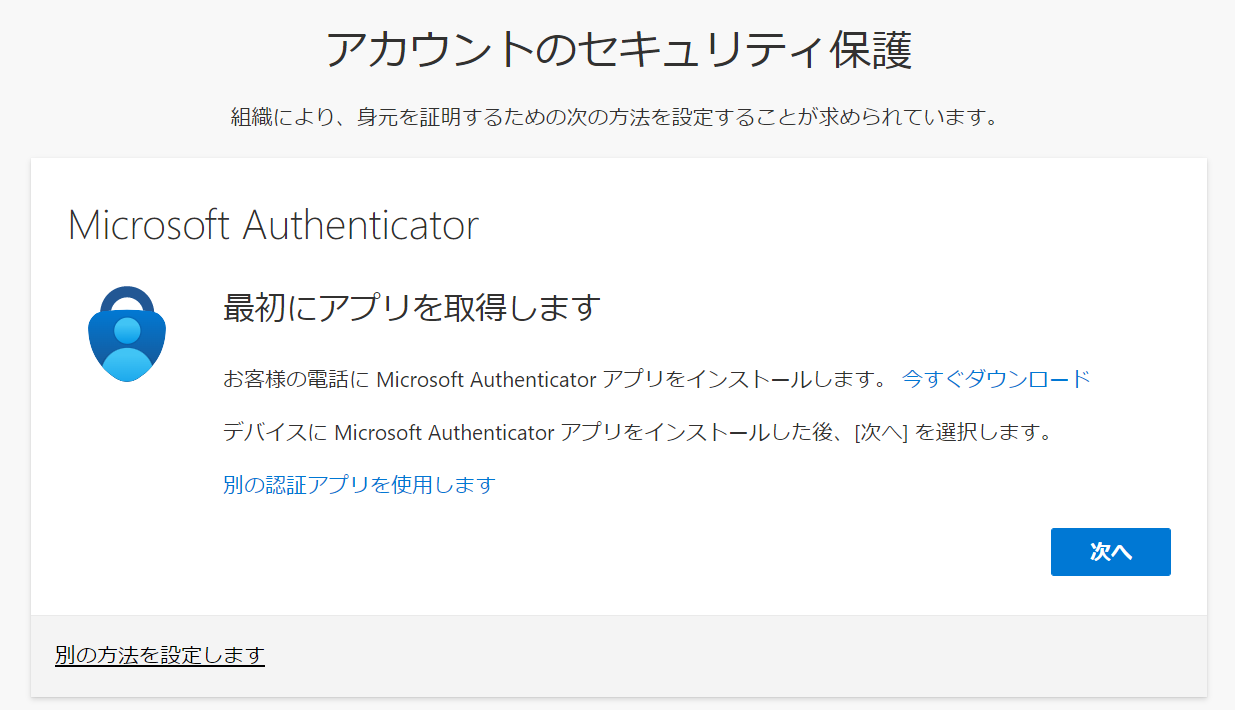 アカウントのセキュリティ保護
組織により、身元を証明するための次の方法を設定することが求められています。
Microsoft Authenticator
最初にアプリを取得します
お客様の電話に Microsoft Authenticator アプリをインストールします。 今すぐダウンロード
デバイスに Microsoft Authenticator アプリをインストールした後、[次へ] を選択します。
別の認証アプリを使用します
次へ
別の方法を設定します